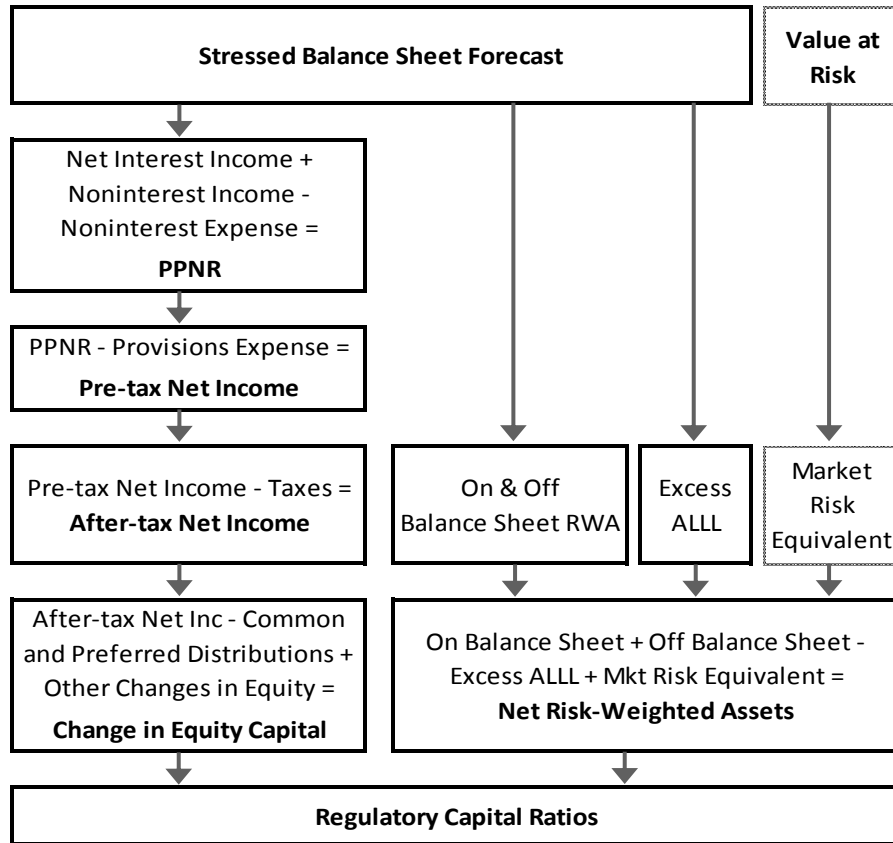 Stressed Balance Sheet Forecast
Value at
Risk
Net Interest Income +
Noninterest Income -
Noninterest Expense =
PPNR
PPNR - Provisions Expense =
Pre-tax Net Income
Pre-tax Net Income - Taxes =
After-tax Net Income
On & Off
Balance Sheet RWA
Excess
ALLL
Market
Risk
Equivalent
After-tax Net Inc - Common
and Preferred Distributions +
Other Changes in Equity =
Change in Equity Capital
On Balance Sheet + Off Balance Sheet -
Excess ALLL + Mkt Risk Equivalent =
Net Risk-Weighted Assets
Regulatory Capital Ratios